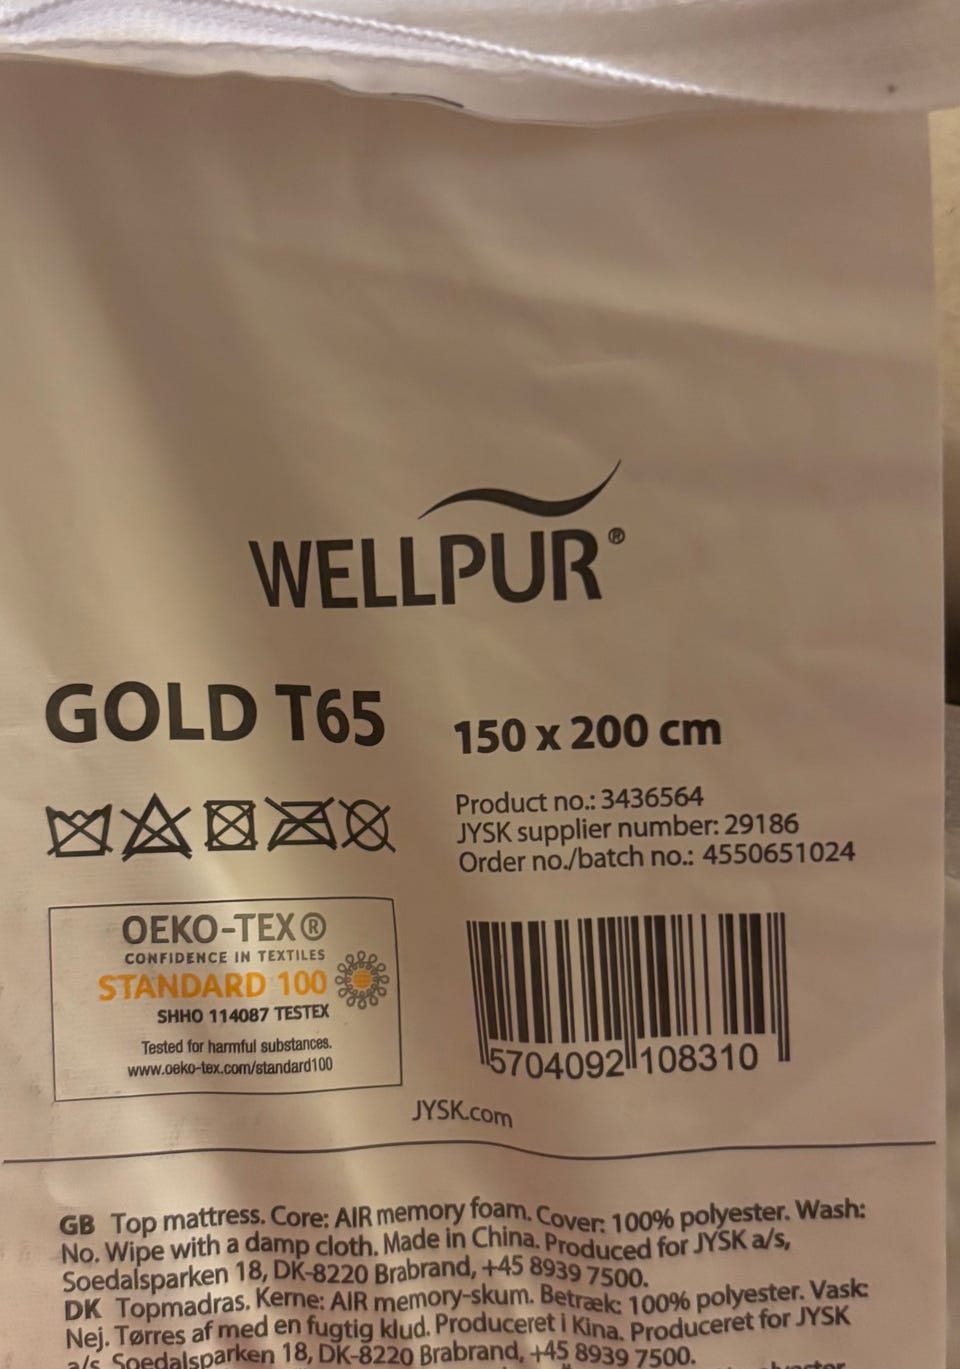 WELLPUR®
GOLD T65
150 x 200 cm
Product no.: 3436564
JYSK supplier number: 29186
Order no./batch no.: 4550651024
OEKO-TEX®
CONFIDENCE IN TEXTILES
STANDARD 100
SHHO 114087 TESTEX
Tested for harmful substances.
www.oeko-tex.com/standard100
5704092108310
JYSK.com
GB Top mattress. Core: AIR memory foam. Cover: 100% polyester. Wash:
No. Wipe with a damp cloth. Made in China. Produced for JYSK a/s,
Soedalsparken 18, DK-8220 Brabrand, +45 8939 7500.
DK Topmadras. Kerne: AIR memory-skum. Betræk: 100% polyester. Vask:
Nej. Tørres af med en fugtig klud. Produceret i Kina. Produceret for JYSK
a/s, Soedalsparken 18, DK-8220 Brabrand, +45 8939 7500.